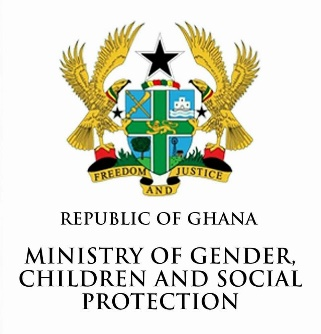 FREEDOM AND JUSTICE
REPUBLIC OF GHANA
MINISTRY OF GENDER,
CHILDREN AND SOCIAL
PROTECTION